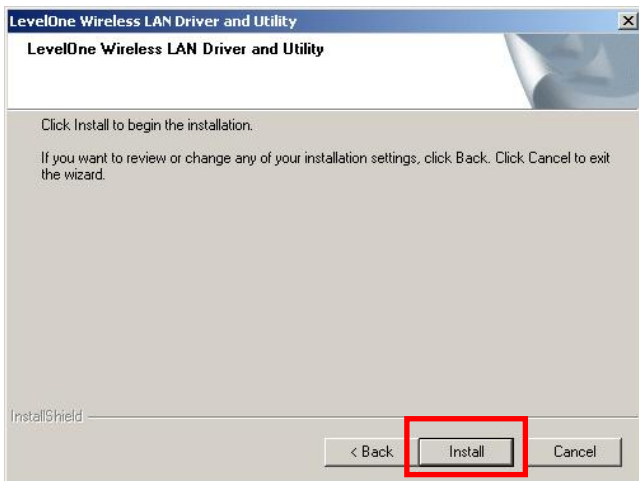 LevelOne Wireless LAN Driver and Utility
LevelOne Wireless LAN Driver and Utility
Click Install to begin the installation.
If you want to review or change any of your installation settings, click Back. Click Cancel to exit
the wizard.
InstallShield
< Back Install Cancel